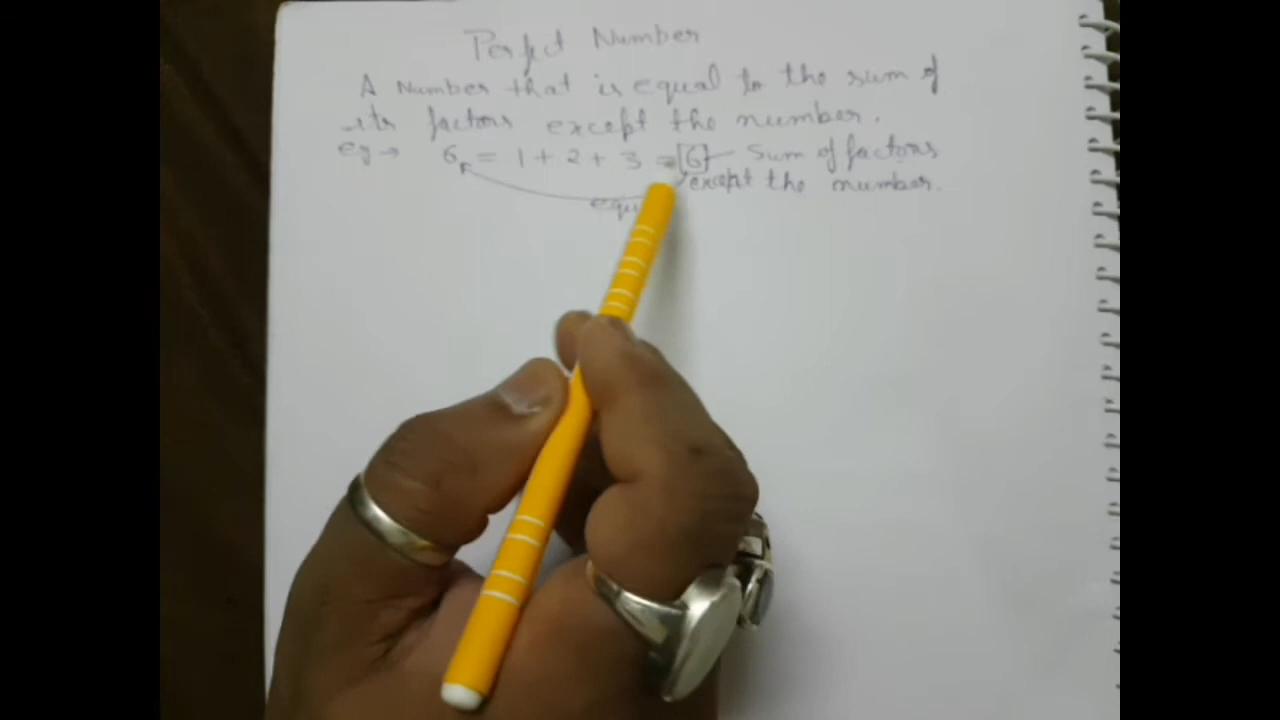 Perfect Number
A Number that is equal to the sum of
its factors except the number.
eg → 6 = 1 + 2 + 3 = [6] - Sum of factors
except the number.